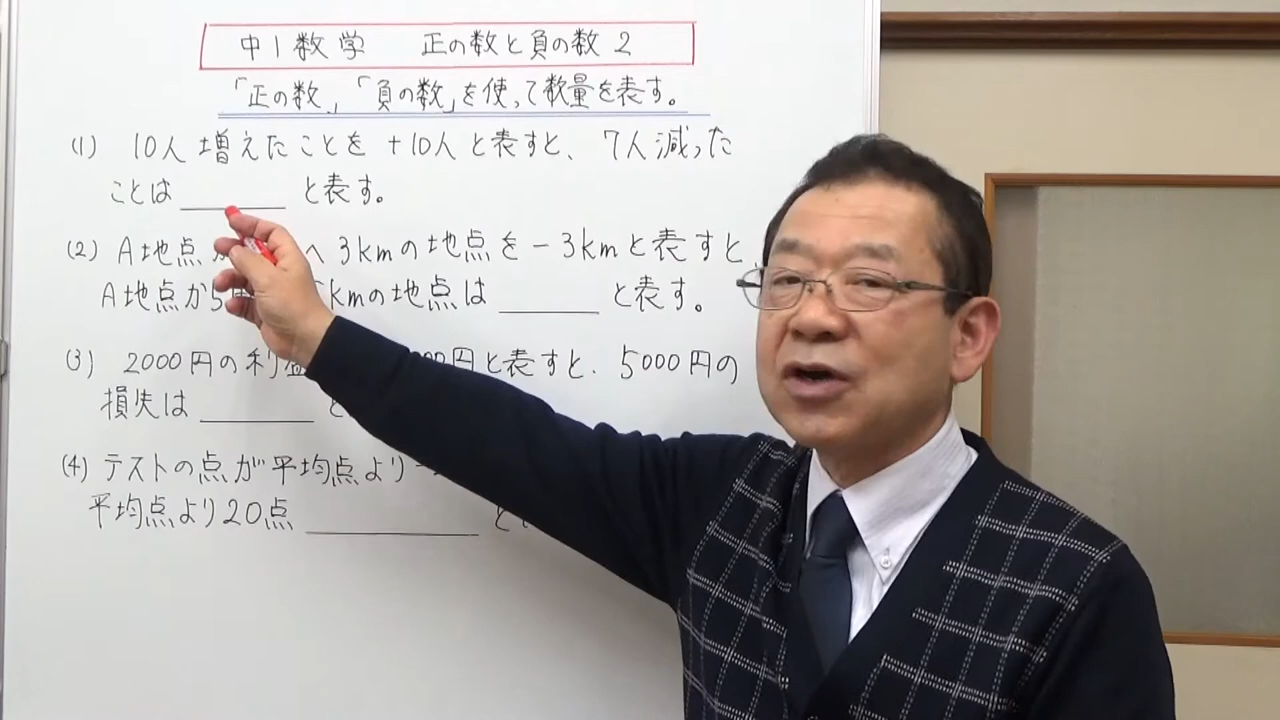 中1数学 正の数と負の数 2
「正の数」「負の数」を使って数量を表す。
(1) 10人増えたことを +10人と表すと、7人減った
ことは ＿＿＿ と表す。
(2) A地点 へ 3kmの地点を -3kmと表すと
A地点から kmの地点は ＿＿＿ と表す。
(3) 2000円の利益 円と表すと、5000円の
損失は ＿＿＿ と
(4) テストの点が平均点より
平均点より20点 ＿＿＿ と